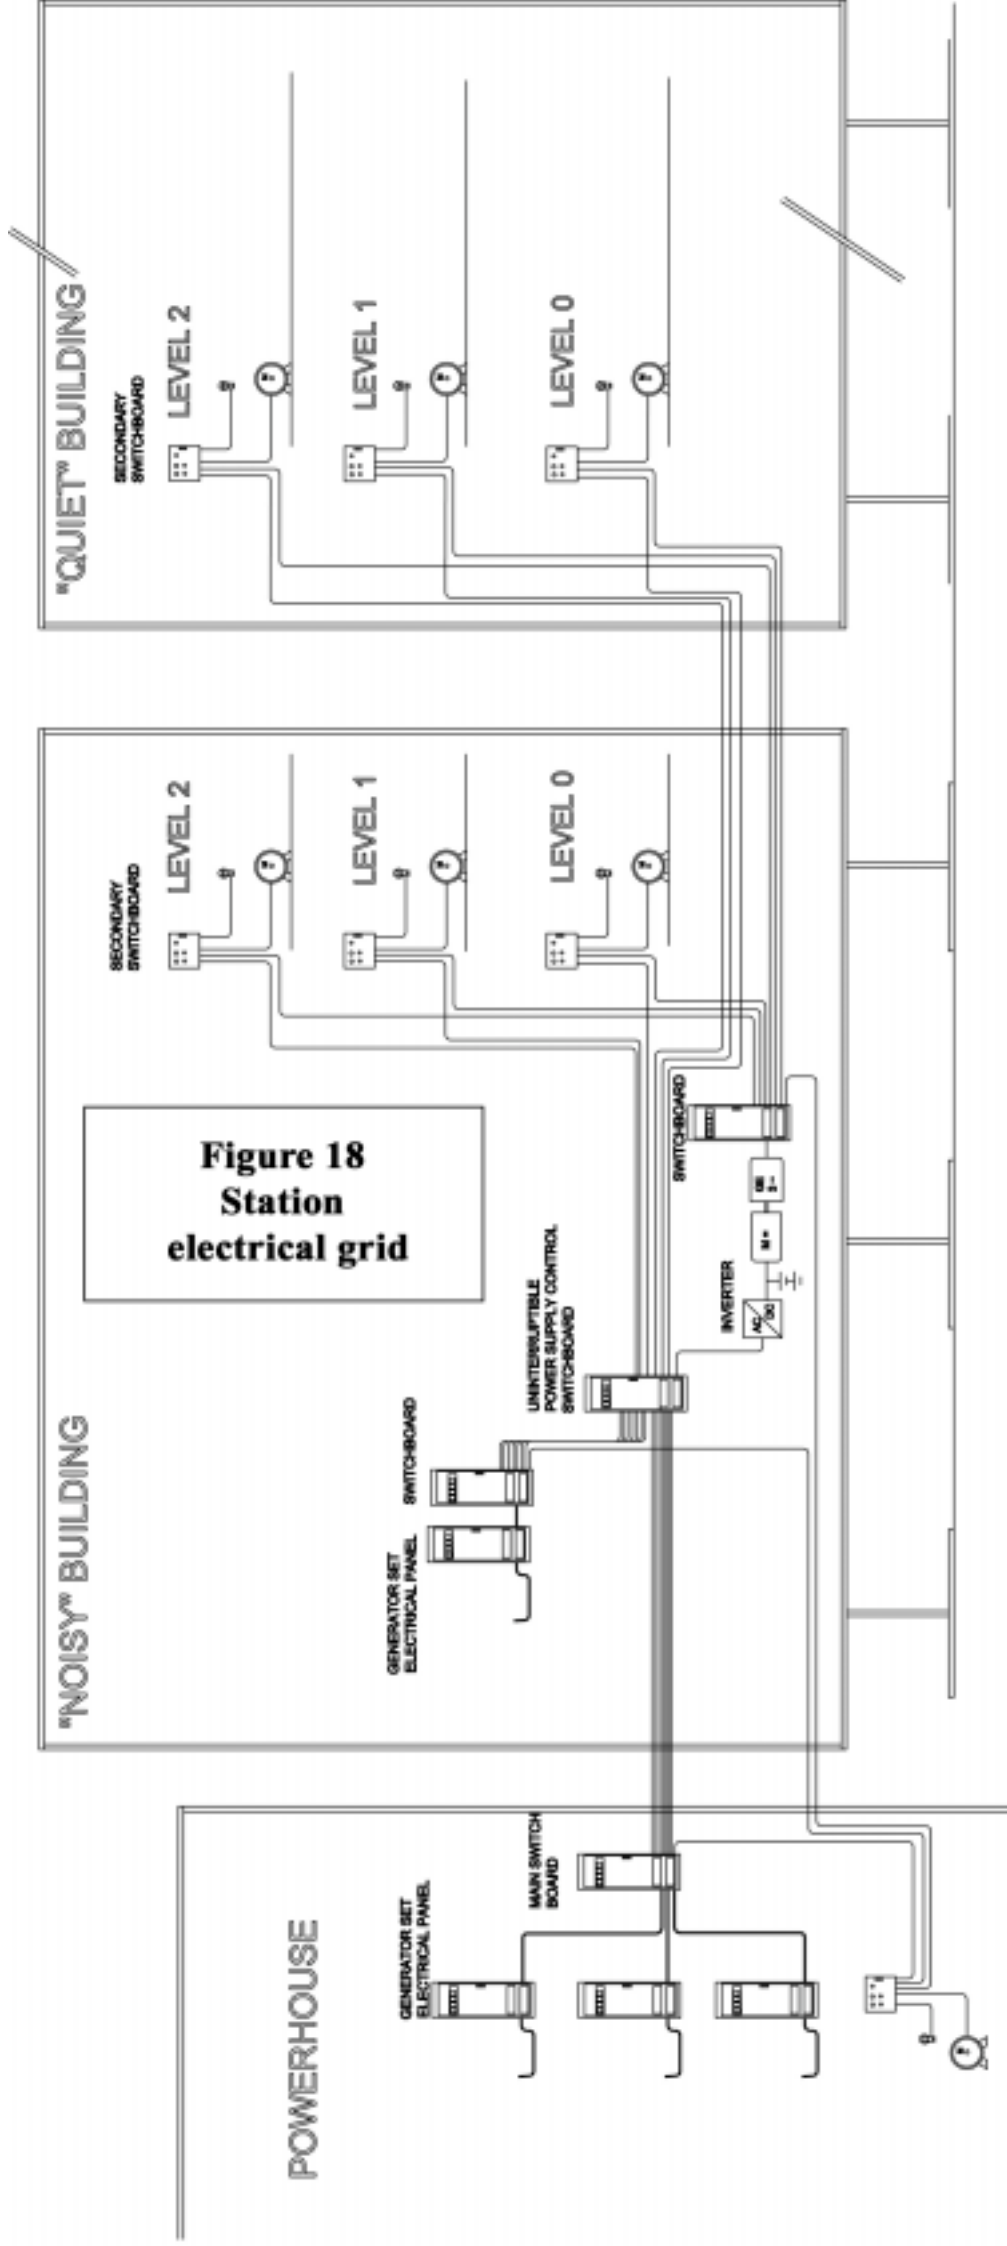 "QUIET" BUILDING
SECONDARY
SWITCHBOARD
LEVEL 2
LEVEL 1
LEVEL 0
"NOISY" BUILDING
SECONDARY
SWITCHBOARD
LEVEL 2
LEVEL 1
LEVEL 0
Figure 18
Station
electrical grid
SWITCHBOARD
UNINTERRUPTIBLE
POWER SUPPLY CONTROL
SWITCHBOARD
INVERTER
AC
DC
SWITCHBOARD
GENERATOR SET
ELECTRICAL PANEL
POWERHOUSE
MAIN SWITCH
BOARD
GENERATOR SET
ELECTRICAL PANEL